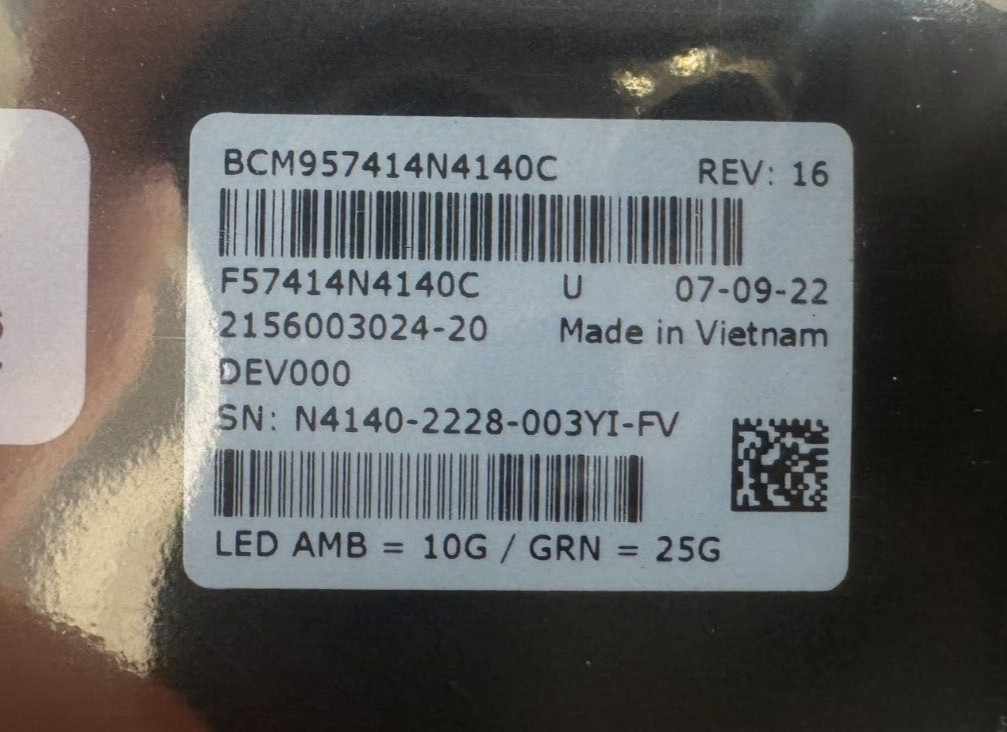 BCM957414N4140C REV: 16
F57414N4140C U 07-09-22
2156003024-20 Made in Vietnam
DEV000
SN: N4140-2228-003YI-FV
LED AMB = 10G / GRN = 25G